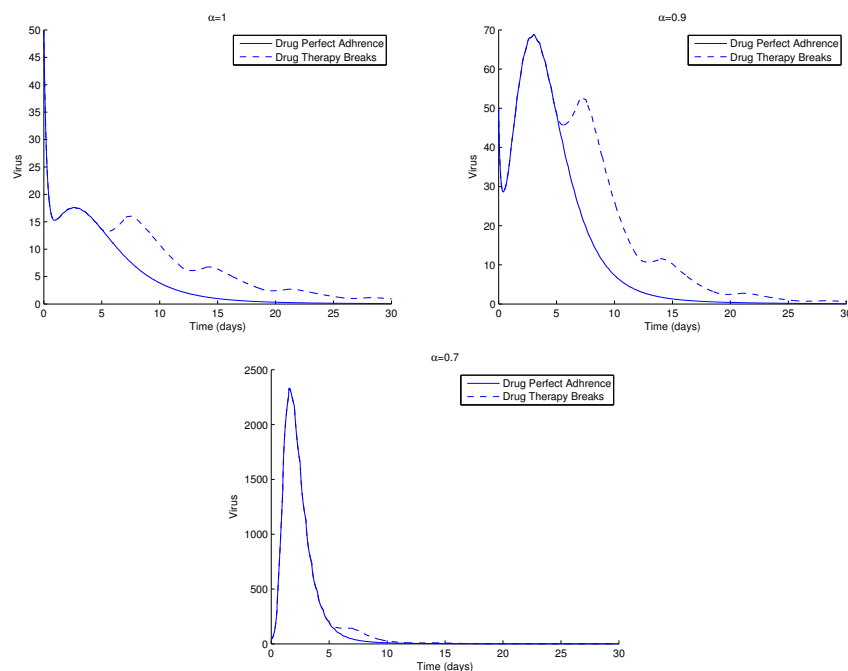 α=1
50
45
40
35
30
25
20
15
10
5
0
Virus
0 5 10 15 20 25 30
Time (days)
Drug Perfect Adhrence
Drug Therapy Breaks
α=0.9
70
60
50
40
30
20
10
0
Virus
0 5 10 15 20 25 30
Time (days)
Drug Perfect Adhrence
Drug Therapy Breaks
α=0.7
2500
2000
1500
1000
500
0
Virus
0 5 10 15 20 25 30
Time (days)
Drug Perfect Adhrence
Drug Therapy Breaks